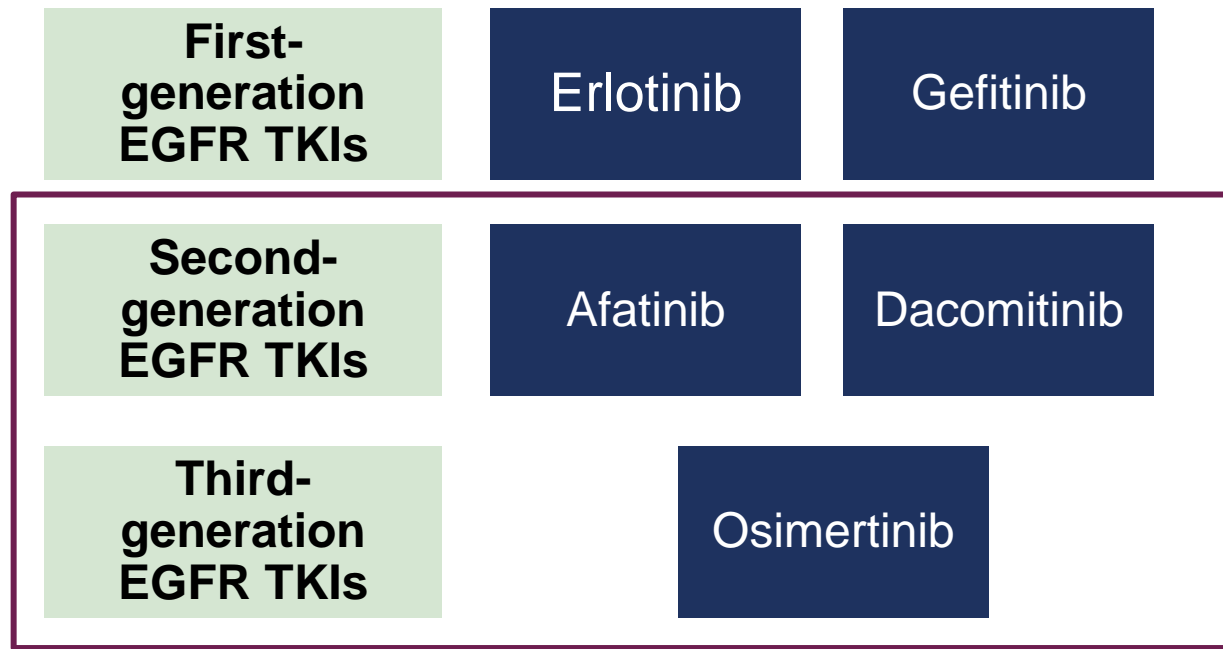 First-
generation
EGFR TKIs
Erlotinib
Gefitinib
Second-
generation
EGFR TKIs
Afatinib
Dacomitinib
Third-
generation
EGFR TKIs
Osimertinib